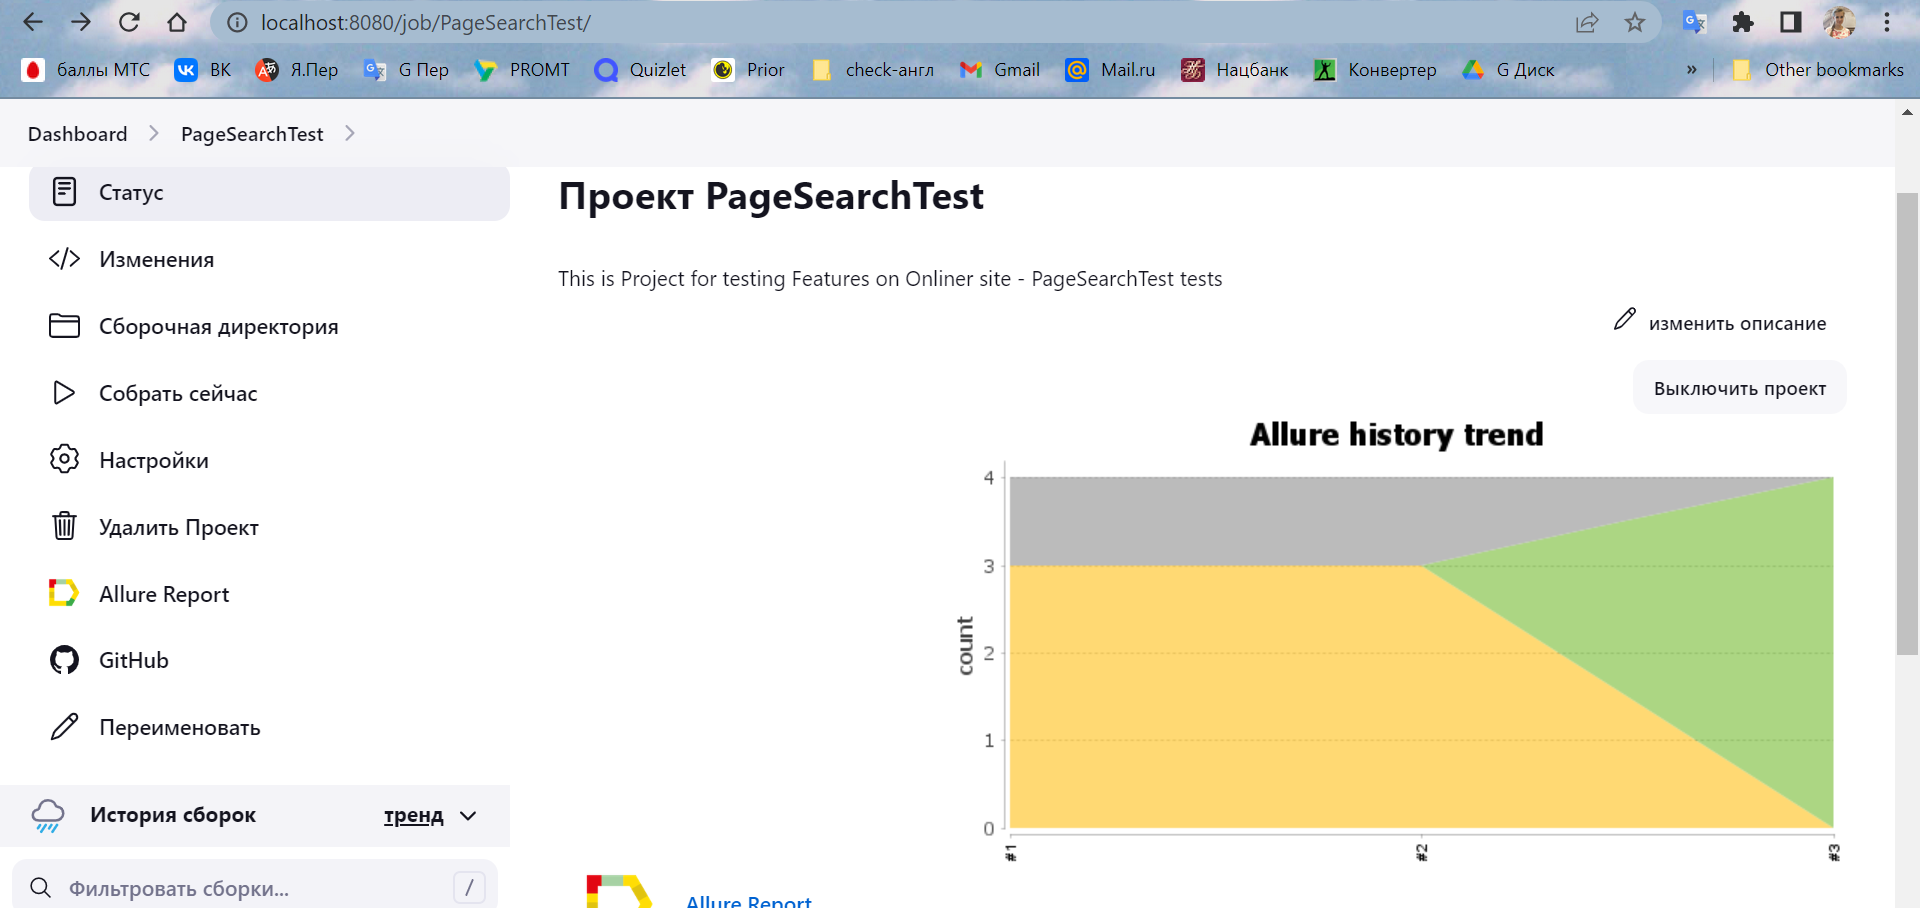 localhost:8080/job/PageSearchTest/
баллы МТС ВК Я.Пер G Пер PROMT Quizlet Prior check-англ Gmail Mail.ru Нацбанк Конвертер G Диск » Other bookmarks
Dashboard PageSearchTest
Статус
Изменения
Сборочная директория
Собрать сейчас
Настройки
Удалить Проект
Allure Report
GitHub
Переименовать
История сборок тренд
Фильтровать сборки... /
Проект PageSearchTest
This is Project for testing Features on Onliner site - PageSearchTest tests
изменить описание
Выключить проект
Allure history trend
count
4
3
2
1
0
#1 #2 #3
Allure Report